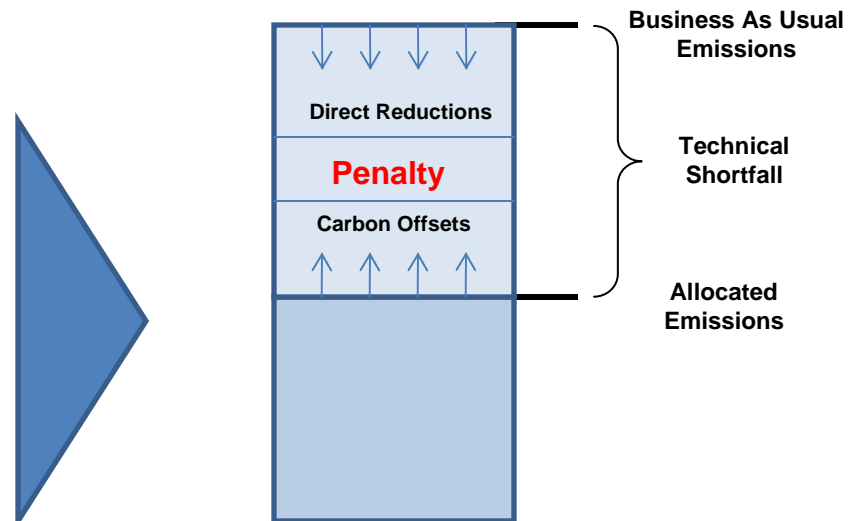 Business As Usual
Emissions
Direct Reductions
Penalty
Technical
Shortfall
Carbon Offsets
Allocated
Emissions